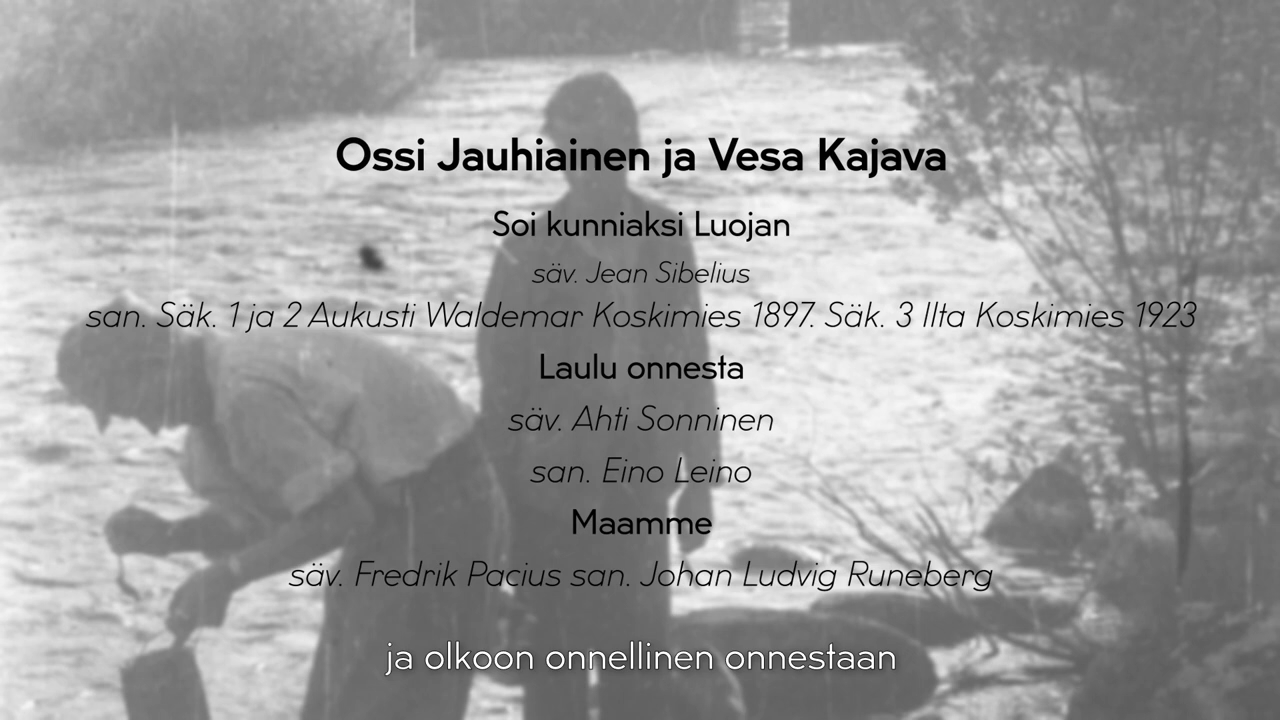 Ossi Jauhiainen ja Vesa Kajava
Soi kunniaksi Luojan
säv. Jean Sibelius
san. Säk. 1 ja 2 Aukusti Waldemar Koskimies 1897. Säk. 3 Ilta Koskimies 1923
Laulu onnesta
säv. Ahti Sonninen
san. Eino Leino
Maamme
säv. Fredrik Pacius san. Johan Ludvig Runeberg
ja olkoon onnellinen onnestaan